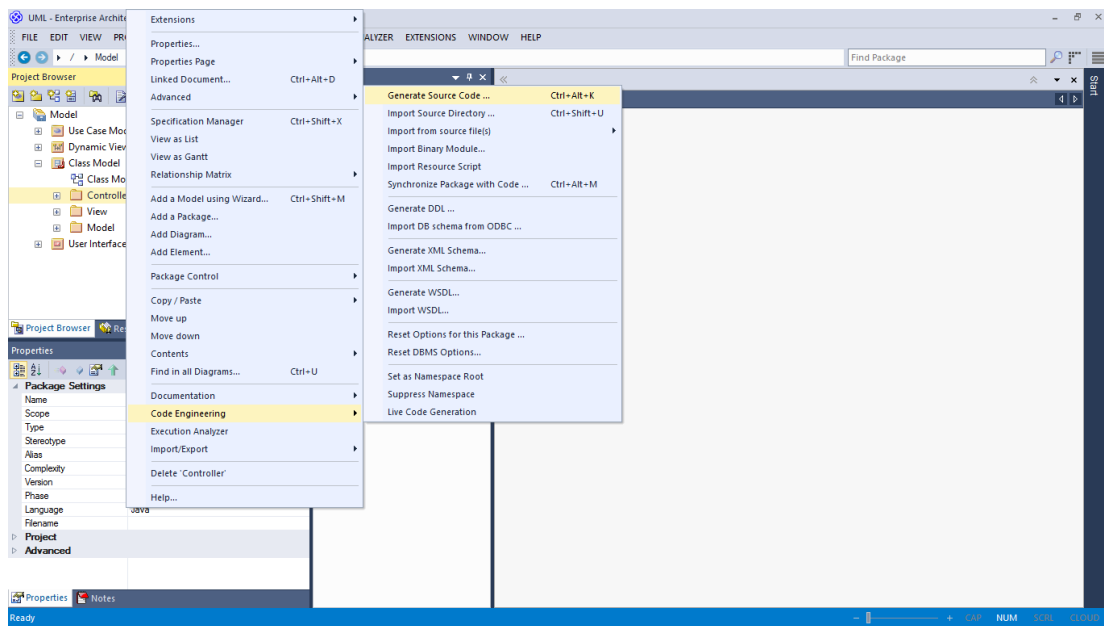 UML - Enterprise Archite
FILE EDIT VIEW PR
ALYZER EXTENSIONS WINDOW HELP
/ Model
Find Package
Project Browser
Start
Model
Use Case Mod
Dynamic View
Class Model
Class Mo
Controlle
View
Model
User Interface
Project Browser
Res
Properties
Package Settings
Name
Scope
Type
Stereotype
Alias
Complexity
Version
Phase
Language Java
Filename
Project
Advanced
Properties
Notes
Extensions
Properties...
Properties Page
Linked Document... Ctrl+Alt+D
Advanced
Specification Manager Ctrl+Shift+X
View as List
View as Gantt
Relationship Matrix
Add a Model using Wizard... Ctrl+Shift+M
Add a Package...
Add Diagram...
Add Element...
Package Control
Copy / Paste
Move up
Move down
Contents
Find in all Diagrams... Ctrl+U
Documentation
Code Engineering
Execution Analyzer
Import/Export
Delete 'Controller'
Help...
Generate Source Code ... Ctrl+Alt+K
Import Source Directory ... Ctrl+Shift+U
Import from source file(s)
Import Binary Module...
Import Resource Script
Synchronize Package with Code ... Ctrl+Alt+M
Generate DDL ...
Import DB schema from ODBC ...
Generate XML Schema...
Import XML Schema...
Generate WSDL...
Import WSDL...
Reset Options for this Package ...
Reset DBMS Options...
Set as Namespace Root
Suppress Namespace
Live Code Generation
Ready
CAP NUM SCRL CLOUD